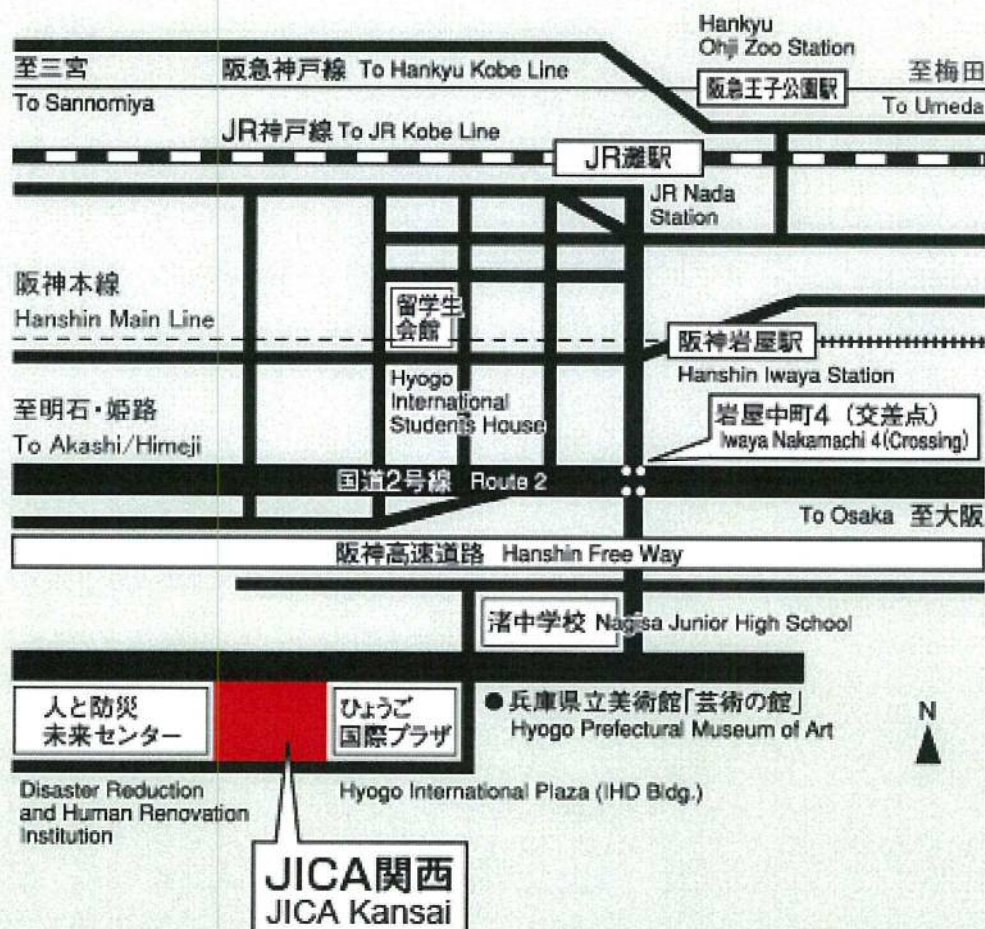 Hankyu
Ohji Zoo Station
至三宮
阪急神戸線 To Hankyu Kobe Line
阪急王子公園駅
至梅田
To Sannomiya
To Umeda
JR神戸線 To JR Kobe Line
JR灘駅
JR Nada
Station
阪神本線
Hanshin Main Line
留学生
会館
阪神岩屋駅
Hanshin Iwaya Station
Hyogo
International
Students House
至明石・姫路
To Akashi/Himeji
岩屋中町4（交差点）
Iwaya Nakamachi 4(Crossing)
国道2号線 Route 2
To Osaka 至大阪
阪神高速道路 Hanshin Free Way
渚中学校 Nagisa Junior High School
人と防災
未来センター
ひょうご
国際プラザ
●兵庫県立美術館「芸術の館」
Hyogo Prefectural Museum of Art
N
Disaster Reduction
and Human Renovation
Institution
Hyogo International Plaza (IHD Bldg.)
JICA関西
JICA Kansai